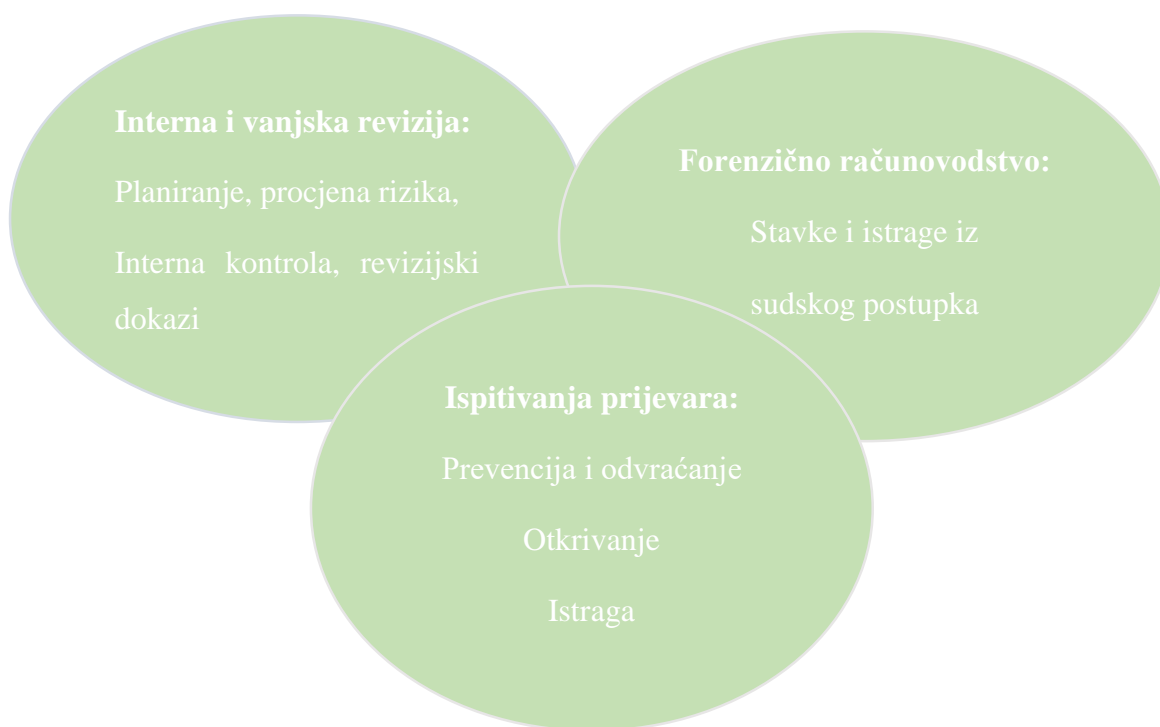 Interna i vanjska revizija:
Planiranje, procjena rizika,
Interna kontrola, revizijski
dokazi
Forenzično računovodstvo:
Stavke i istrage iz
sudskog postupka
Ispitivanja prijevara:
Prevencija i odvraćanje
Otkrivanje
Istraga